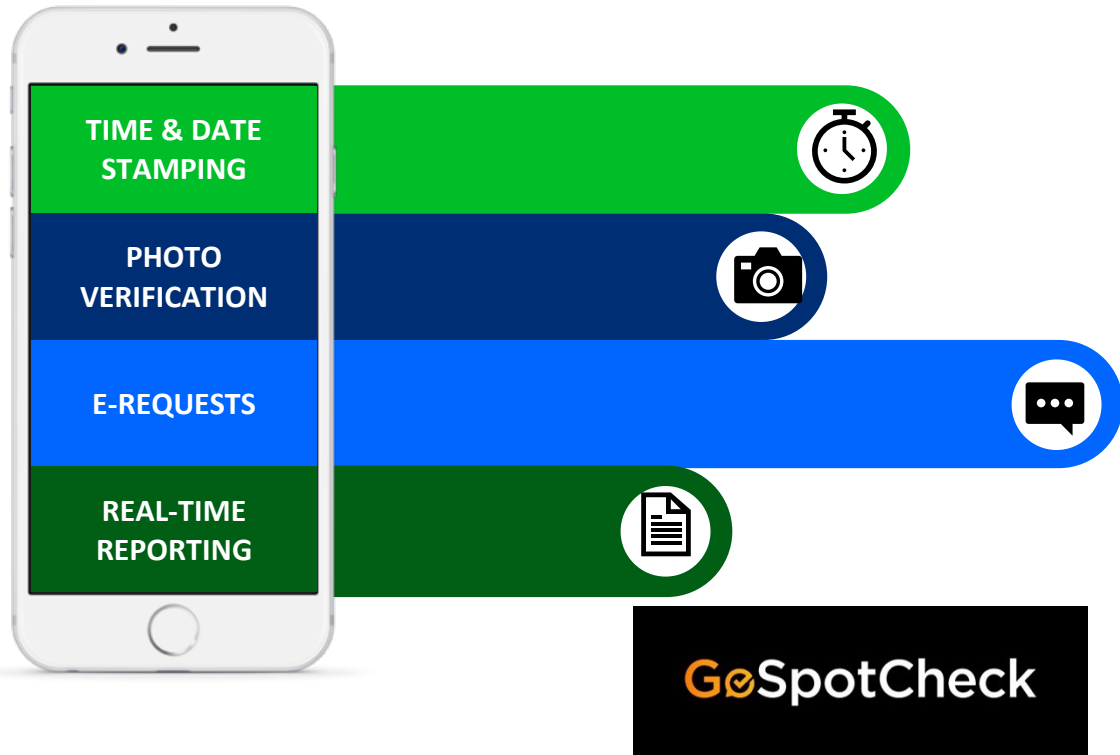 TIME & DATE
STAMPING
PHOTO
VERIFICATION
E-REQUESTS
REAL-TIME
REPORTING
GoSpotCheck